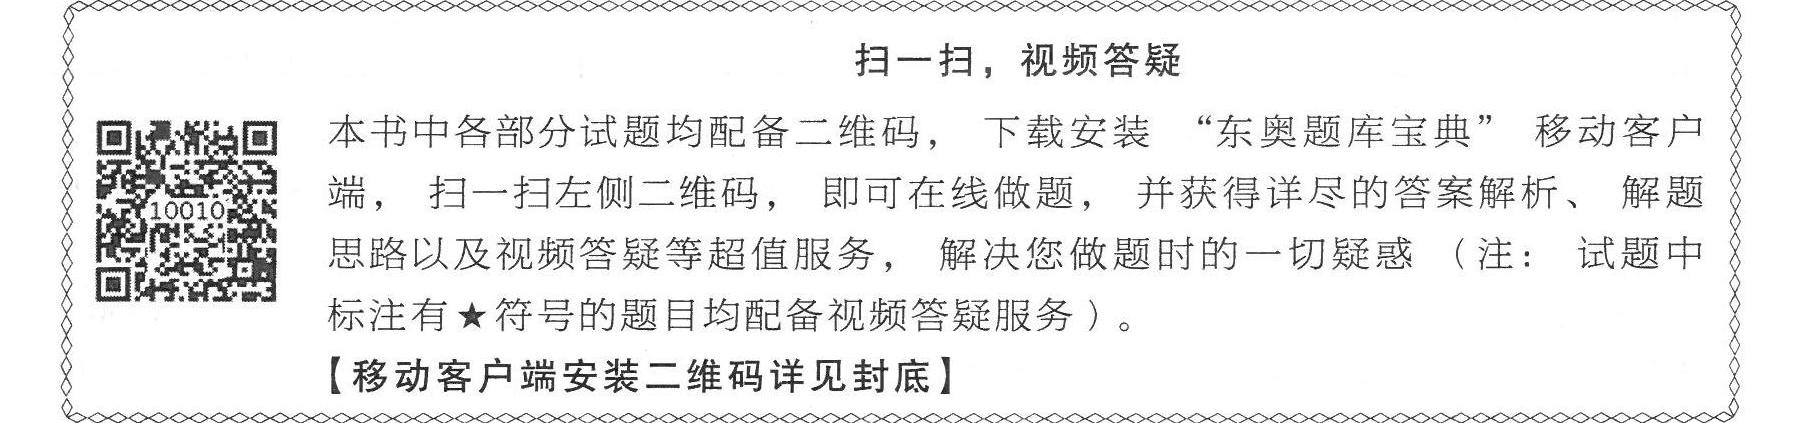 扫一扫，视频答疑
本书中各部分试题均配备二维码，下载安装“东奥题库宝典”移动客户
端，扫一扫左侧二维码，即可在线做题，并获得详尽的答案解析、解题
10010
思路以及视频答疑等超值服务，解决您做题时的一切疑惑（注：试题中
标注有★符号的题目均配备视频答疑服务）。
【移动客户端安装二维码详见封底】